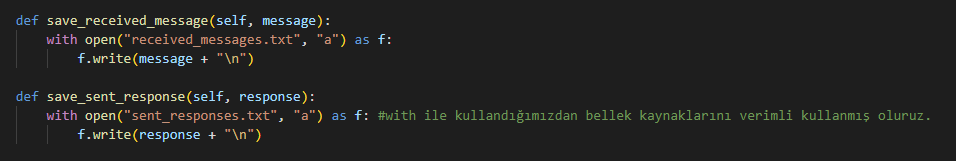 def save_received_message(self, message):
    with open("received_messages.txt", "a") as f:
        f.write(message + "\n")

def save_sent_response(self, response):
    with open("sent_responses.txt", "a") as f: #with ile kullandığımızdan bellek kaynaklarını verimli kullanmış oluruz.
        f.write(response + "\n")